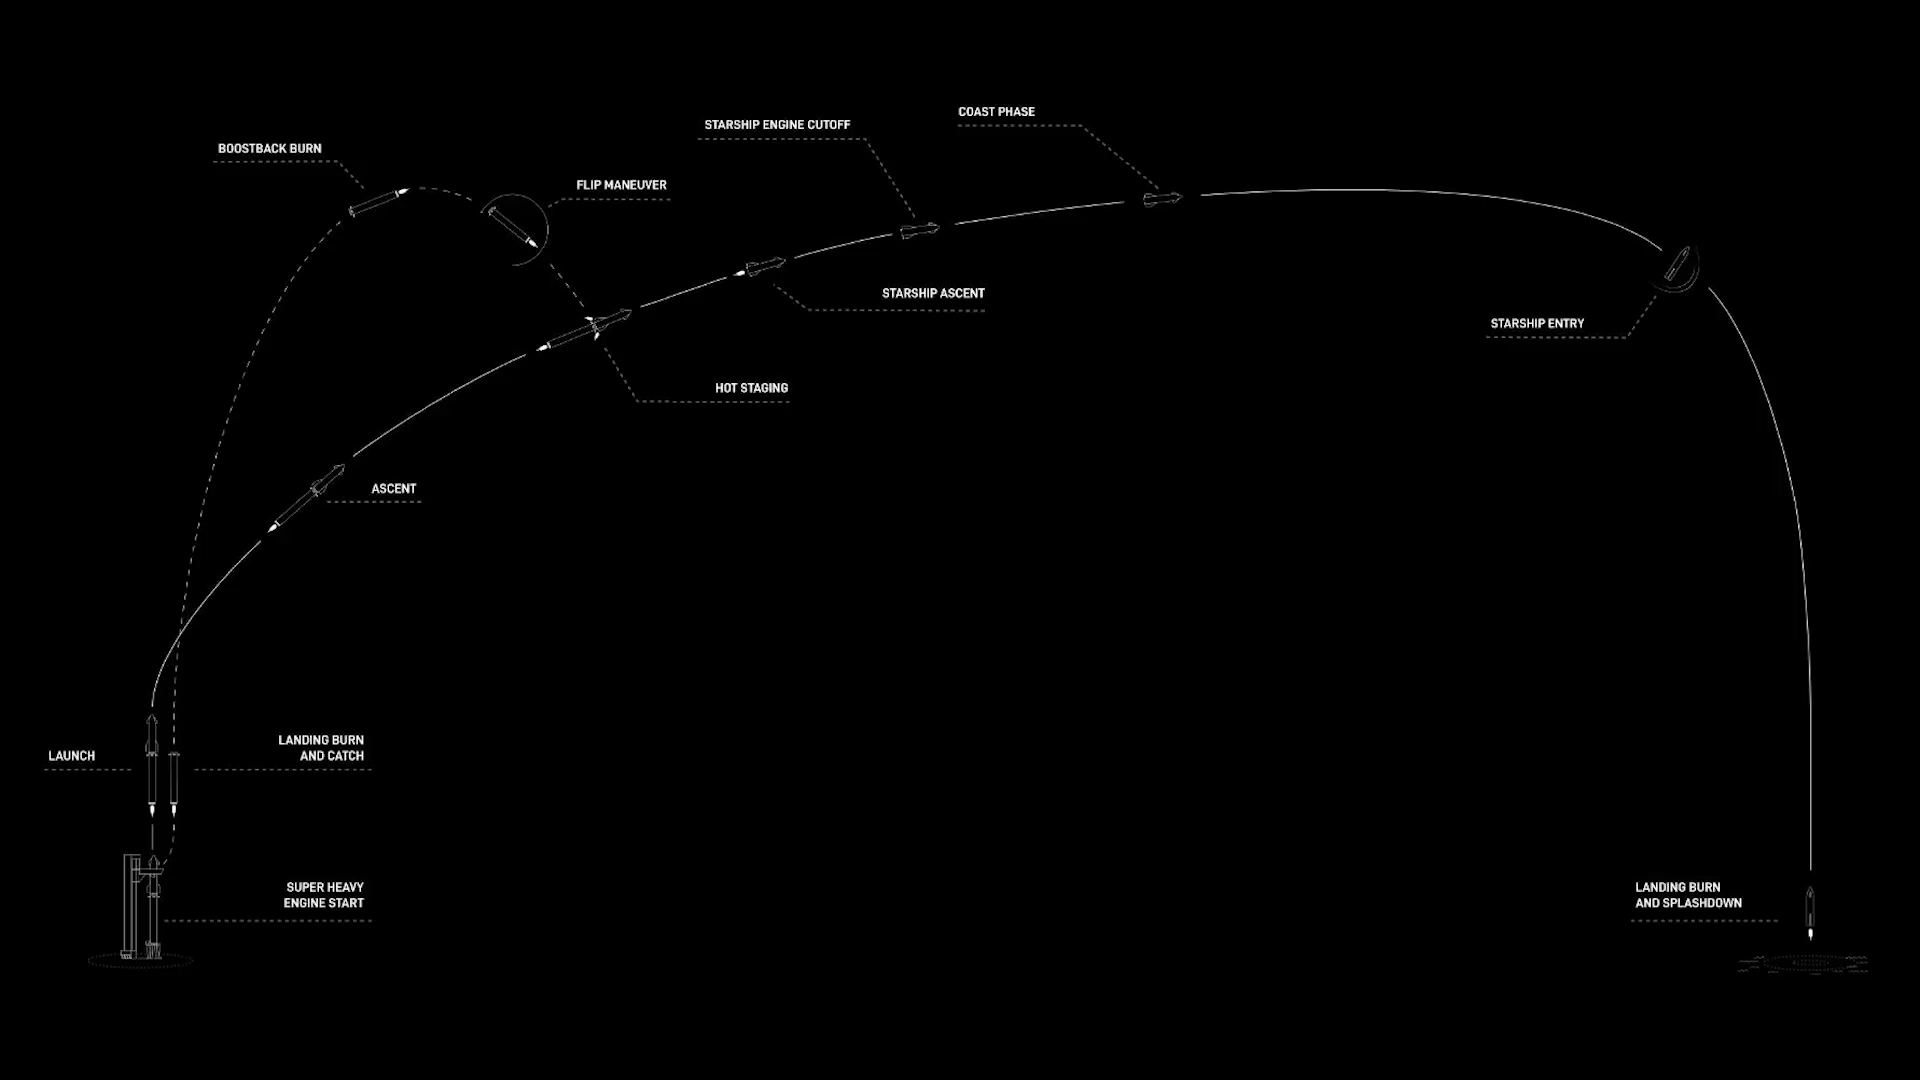 COAST PHASE
STARSHIP ENGINE CUTOFF
BOOSTBACK BURN
FLIP MANEUVER
STARSHIP ASCENT
STARSHIP ENTRY
HOT STAGING
ASCENT
LAUNCH
LANDING BURN
AND CATCH
SUPER HEAVY
ENGINE START
LANDING BURN
AND SPLASHDOWN